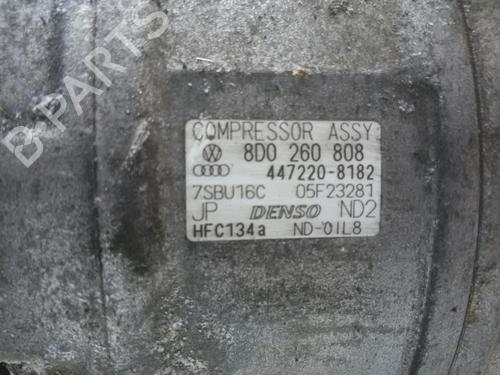 B-PARTS
COMPRESSOR ASSY
8D0 260 808
447220-8182
7SBU16C 05F23281
JP DENSO ND2
HFC134a ND-OIL8